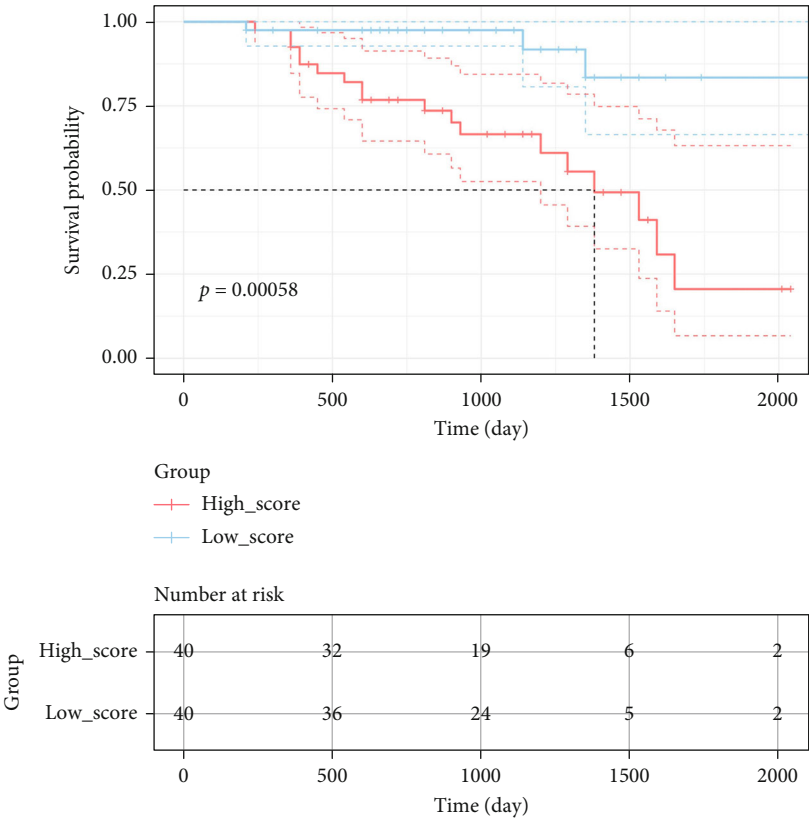 1.00
0.75
0.50
0.25
0.00
Survival probability
p = 0.00058
0 500 1000 1500 2000
Time (day)
Group
High_score
Low_score
Number at risk
Group
High_score 40 32 19 6 2
Low_score 40 36 24 5 2
0 500 1000 1500 2000
Time (day)